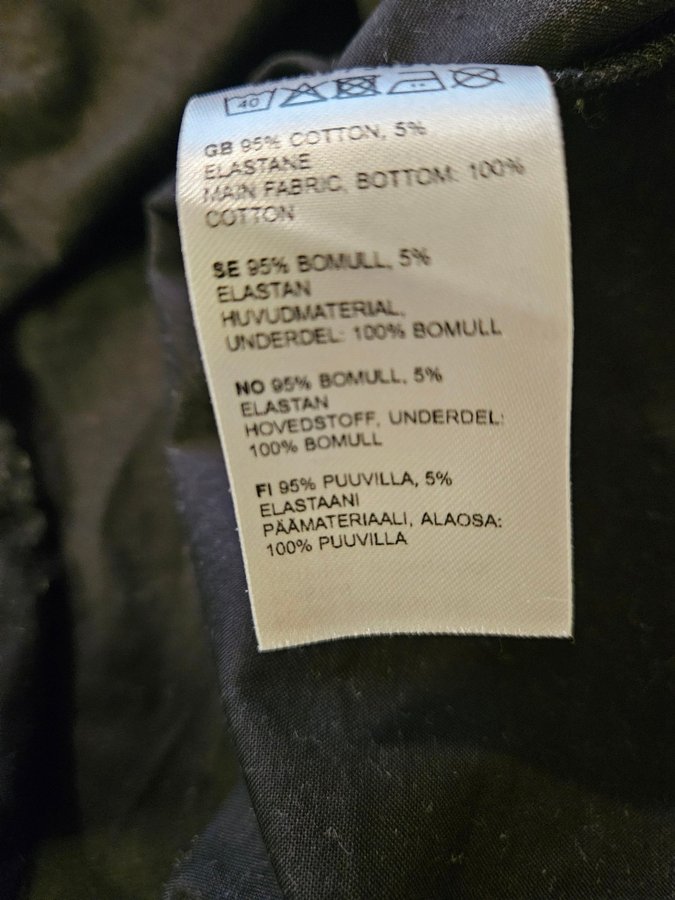 40
GB 95% COTTON, 5%
ELASTANE
MAIN FABRIC, BOTTOM: 100%
COTTON
SE 95% BOMULL, 5%
ELASTAN
HUVUDMATERIAL,
UNDERDEL: 100% BOMULL
NO 95% BOMULL, 5%
ELASTAN
HOVEDSTOFF, UNDERDEL:
100% BOMULL
FI 95% PUUVILLA, 5%
ELASTAANI
PÄÄMATERIAALI, ALAOSA:
100% PUUVILLA